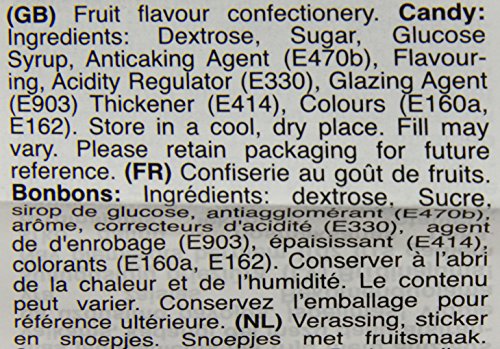 (GB) Fruit flavour confectionery. Candy:
Ingredients: Dextrose, Sugar, Glucose
Syrup, Anticaking Agent (E470b), Flavour-
ing, Acidity Regulator (E330), Glazing Agent
(E903) Thickener (E414), Colours (E160a,
E162). Store in a cool, dry place. Fill may
vary. Please retain packaging for future
reference. (FR) Confiserie au goût de fruits.
Bonbons: Ingrédients: dextrose, Sucre,
sirop de glucose, antiagglomérant (E470b),
arôme, correcteurs d'acidité (E330), agent
de d'enrobage (E903), épaisissant (E414),
colorants (E160a, E162). Conserver à l'abri
de la chaleur et de l'humidité. Le contenu
peut varier. Conservez l'emballage pour
référence ultérieure. (NL) Verassing, sticker
en snoepjes. Snoepjes met fruitsmaak.